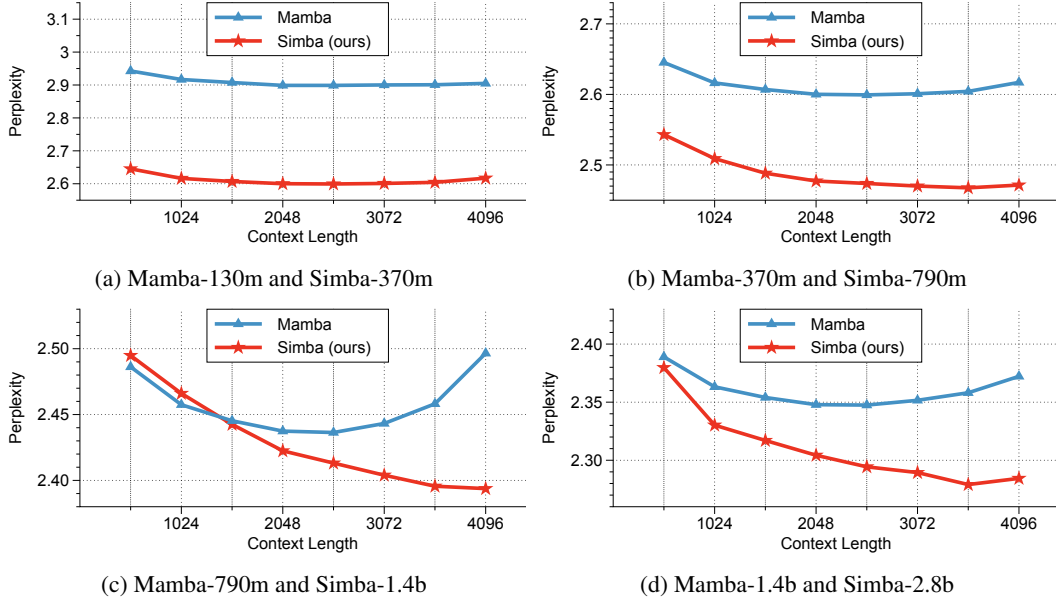 3.1
3
2.9
2.8
2.7
2.6
Perplexity
Mamba
Simba (ours)
1024
2048
3072
4096
Context Length
(a) Mamba-130m and Simba-370m
2.7
2.6
2.5
Perplexity
Mamba
Simba (ours)
1024
2048
3072
4096
Context Length
(b) Mamba-370m and Simba-790m
2.50
2.45
2.40
Perplexity
Mamba
Simba (ours)
1024
2048
3072
4096
Context Length
(c) Mamba-790m and Simba-1.4b
2.40
2.35
2.30
Perplexity
Mamba
Simba (ours)
1024
2048
3072
4096
Context Length
(d) Mamba-1.4b and Simba-2.8b